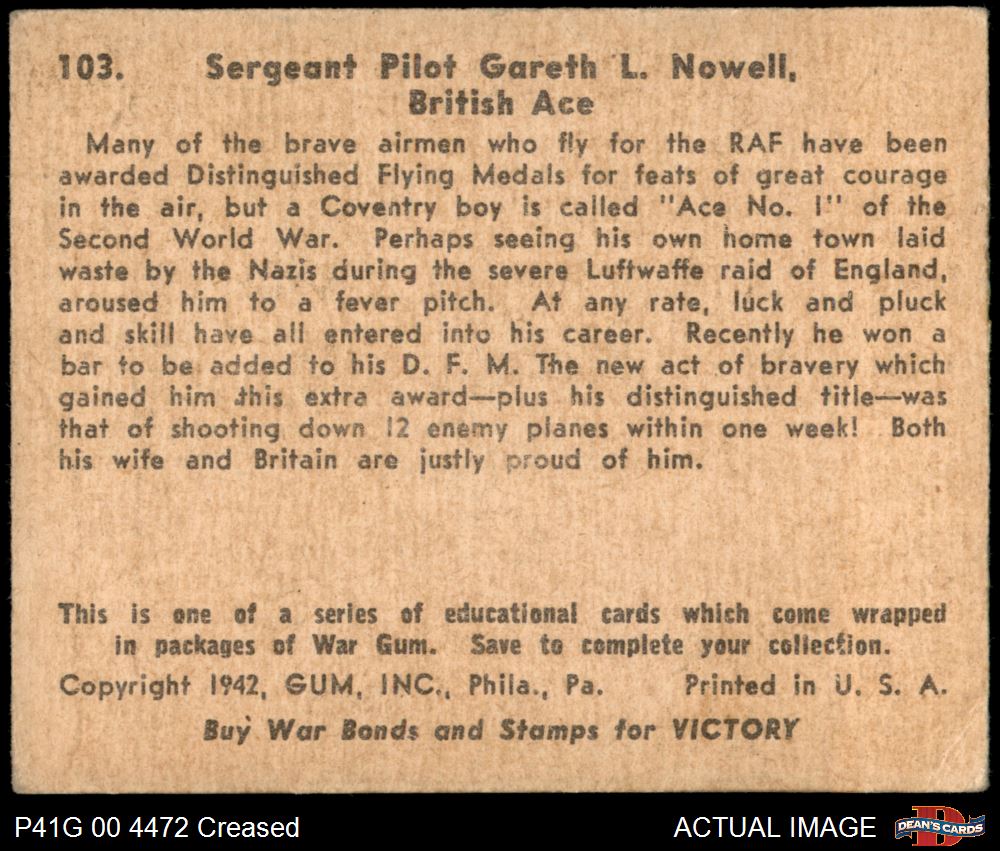 103. Sergeant Pilot Gareth L. Nowell,
British Ace
Many of the brave airmen who fly for the RAF have been
awarded Distinguished Flying Medals for feats of great courage
in the air, but a Coventry boy is called "Ace No. 1" of the
Second World War. Perhaps seeing his own home town laid
waste by the Nazis during the severe Luftwaffe raid of England,
aroused him to a fever pitch. At any rate, luck and pluck
and skill have all entered into his career. Recently he won a
bar to be added to his D. F. M. The new act of bravery which
gained him this extra award—plus his distinguished title—was
that of shooting down 12 enemy planes within one week! Both
his wife and Britain are justly proud of him.
This is one of a series of educational cards which come wrapped
in packages of War Gum. Save to complete your collection.
Copyright 1942, GUM, INC., Phila., Pa. Printed in U. S. A.
Buy War Bonds and Stamps for VICTORY
P41G 00 4472 Creased ACTUAL IMAGE DEAN'S CARDS